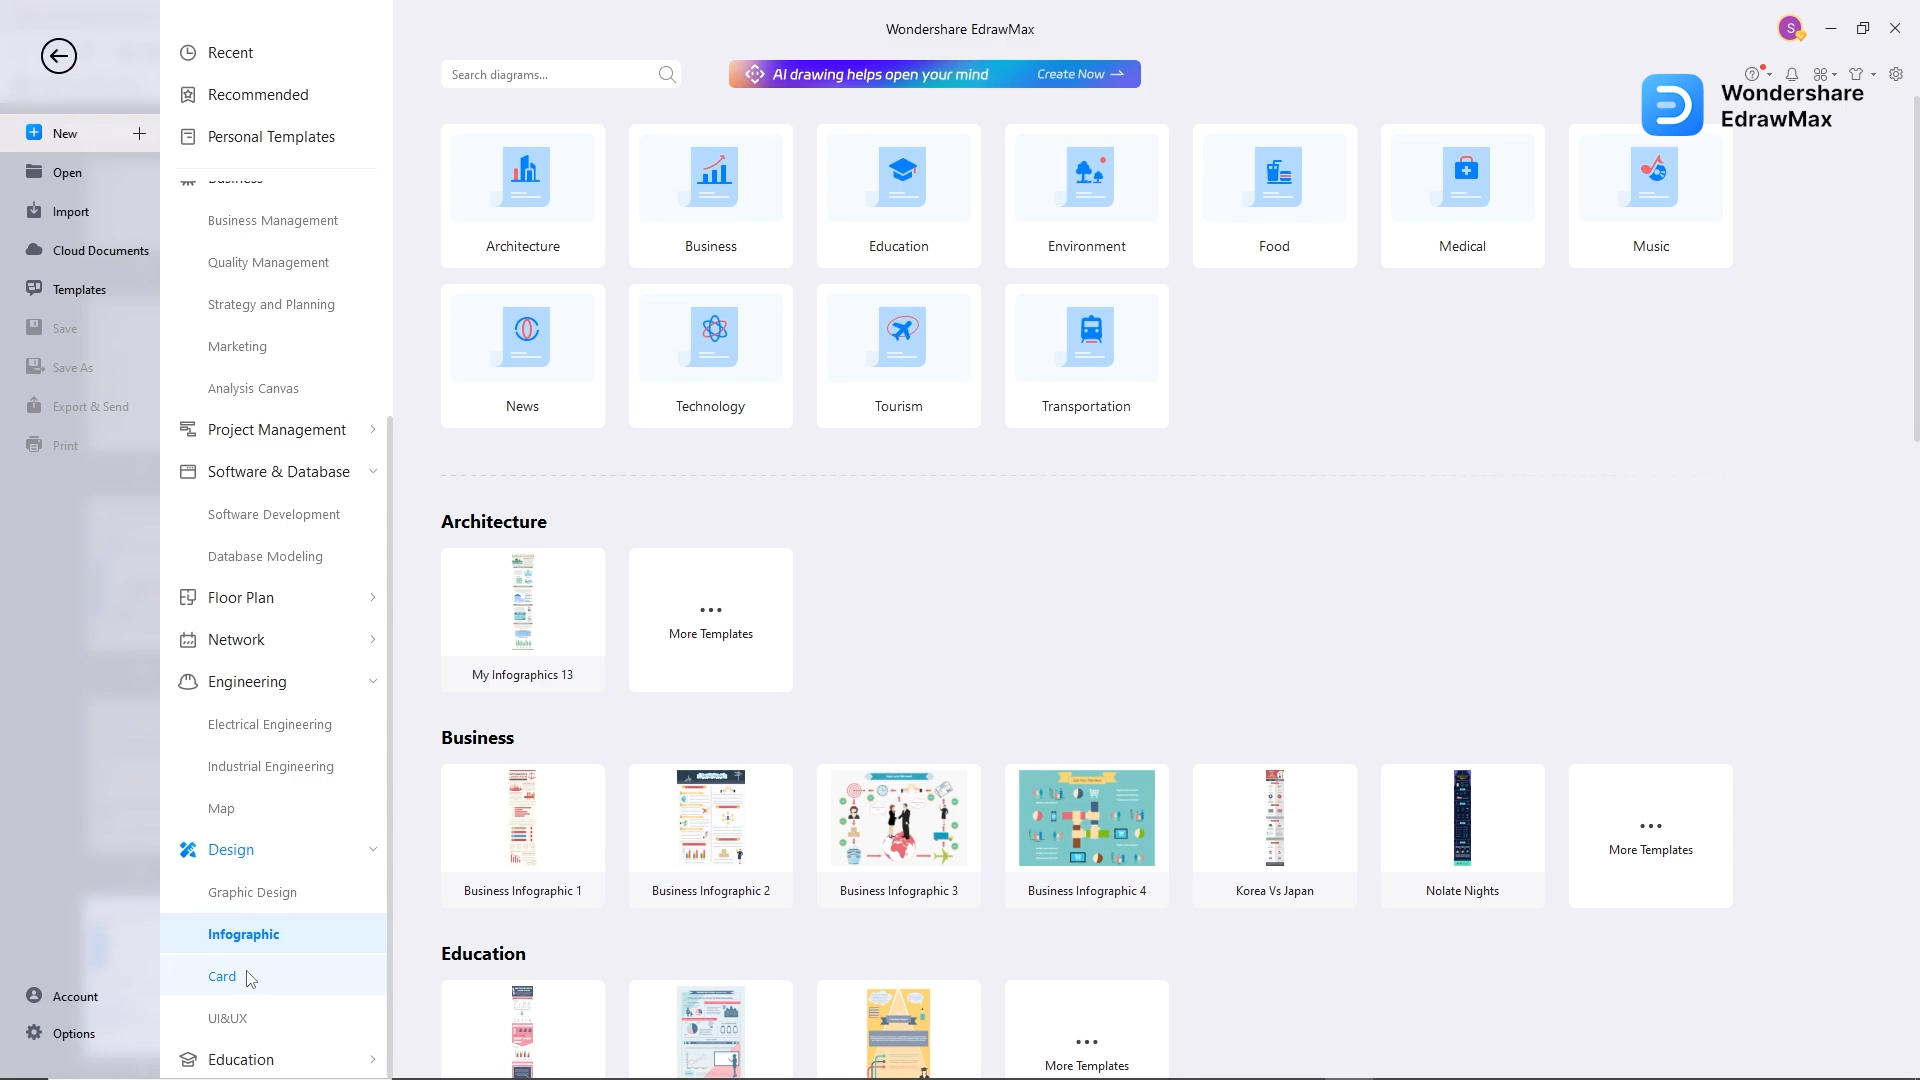 Wondershare EdrawMax
S
Search diagrams...
AI drawing helps open your mind
Create Now
Wondershare
EdrawMax
New
Open
Import
Cloud Documents
Templates
Save
Save As
Export & Send
Print
Account
Options
Recent
Recommended
Personal Templates
Business
Business Management
Quality Management
Strategy and Planning
Marketing
Analysis Canvas
Project Management
Software & Database
Software Development
Database Modeling
Floor Plan
Network
Engineering
Electrical Engineering
Industrial Engineering
Map
Design
Graphic Design
Infographic
Card
UI&UX
Education
Architecture
Business
Education
Environment
Food
Medical
Music
News
Technology
Tourism
Transportation
Architecture
My Infographics 13
More Templates
Business
Business Infographic 1
Business Infographic 2
Business Infographic 3
Business Infographic 4
Korea Vs Japan
Nolate Nights
More Templates
Education
More Templates